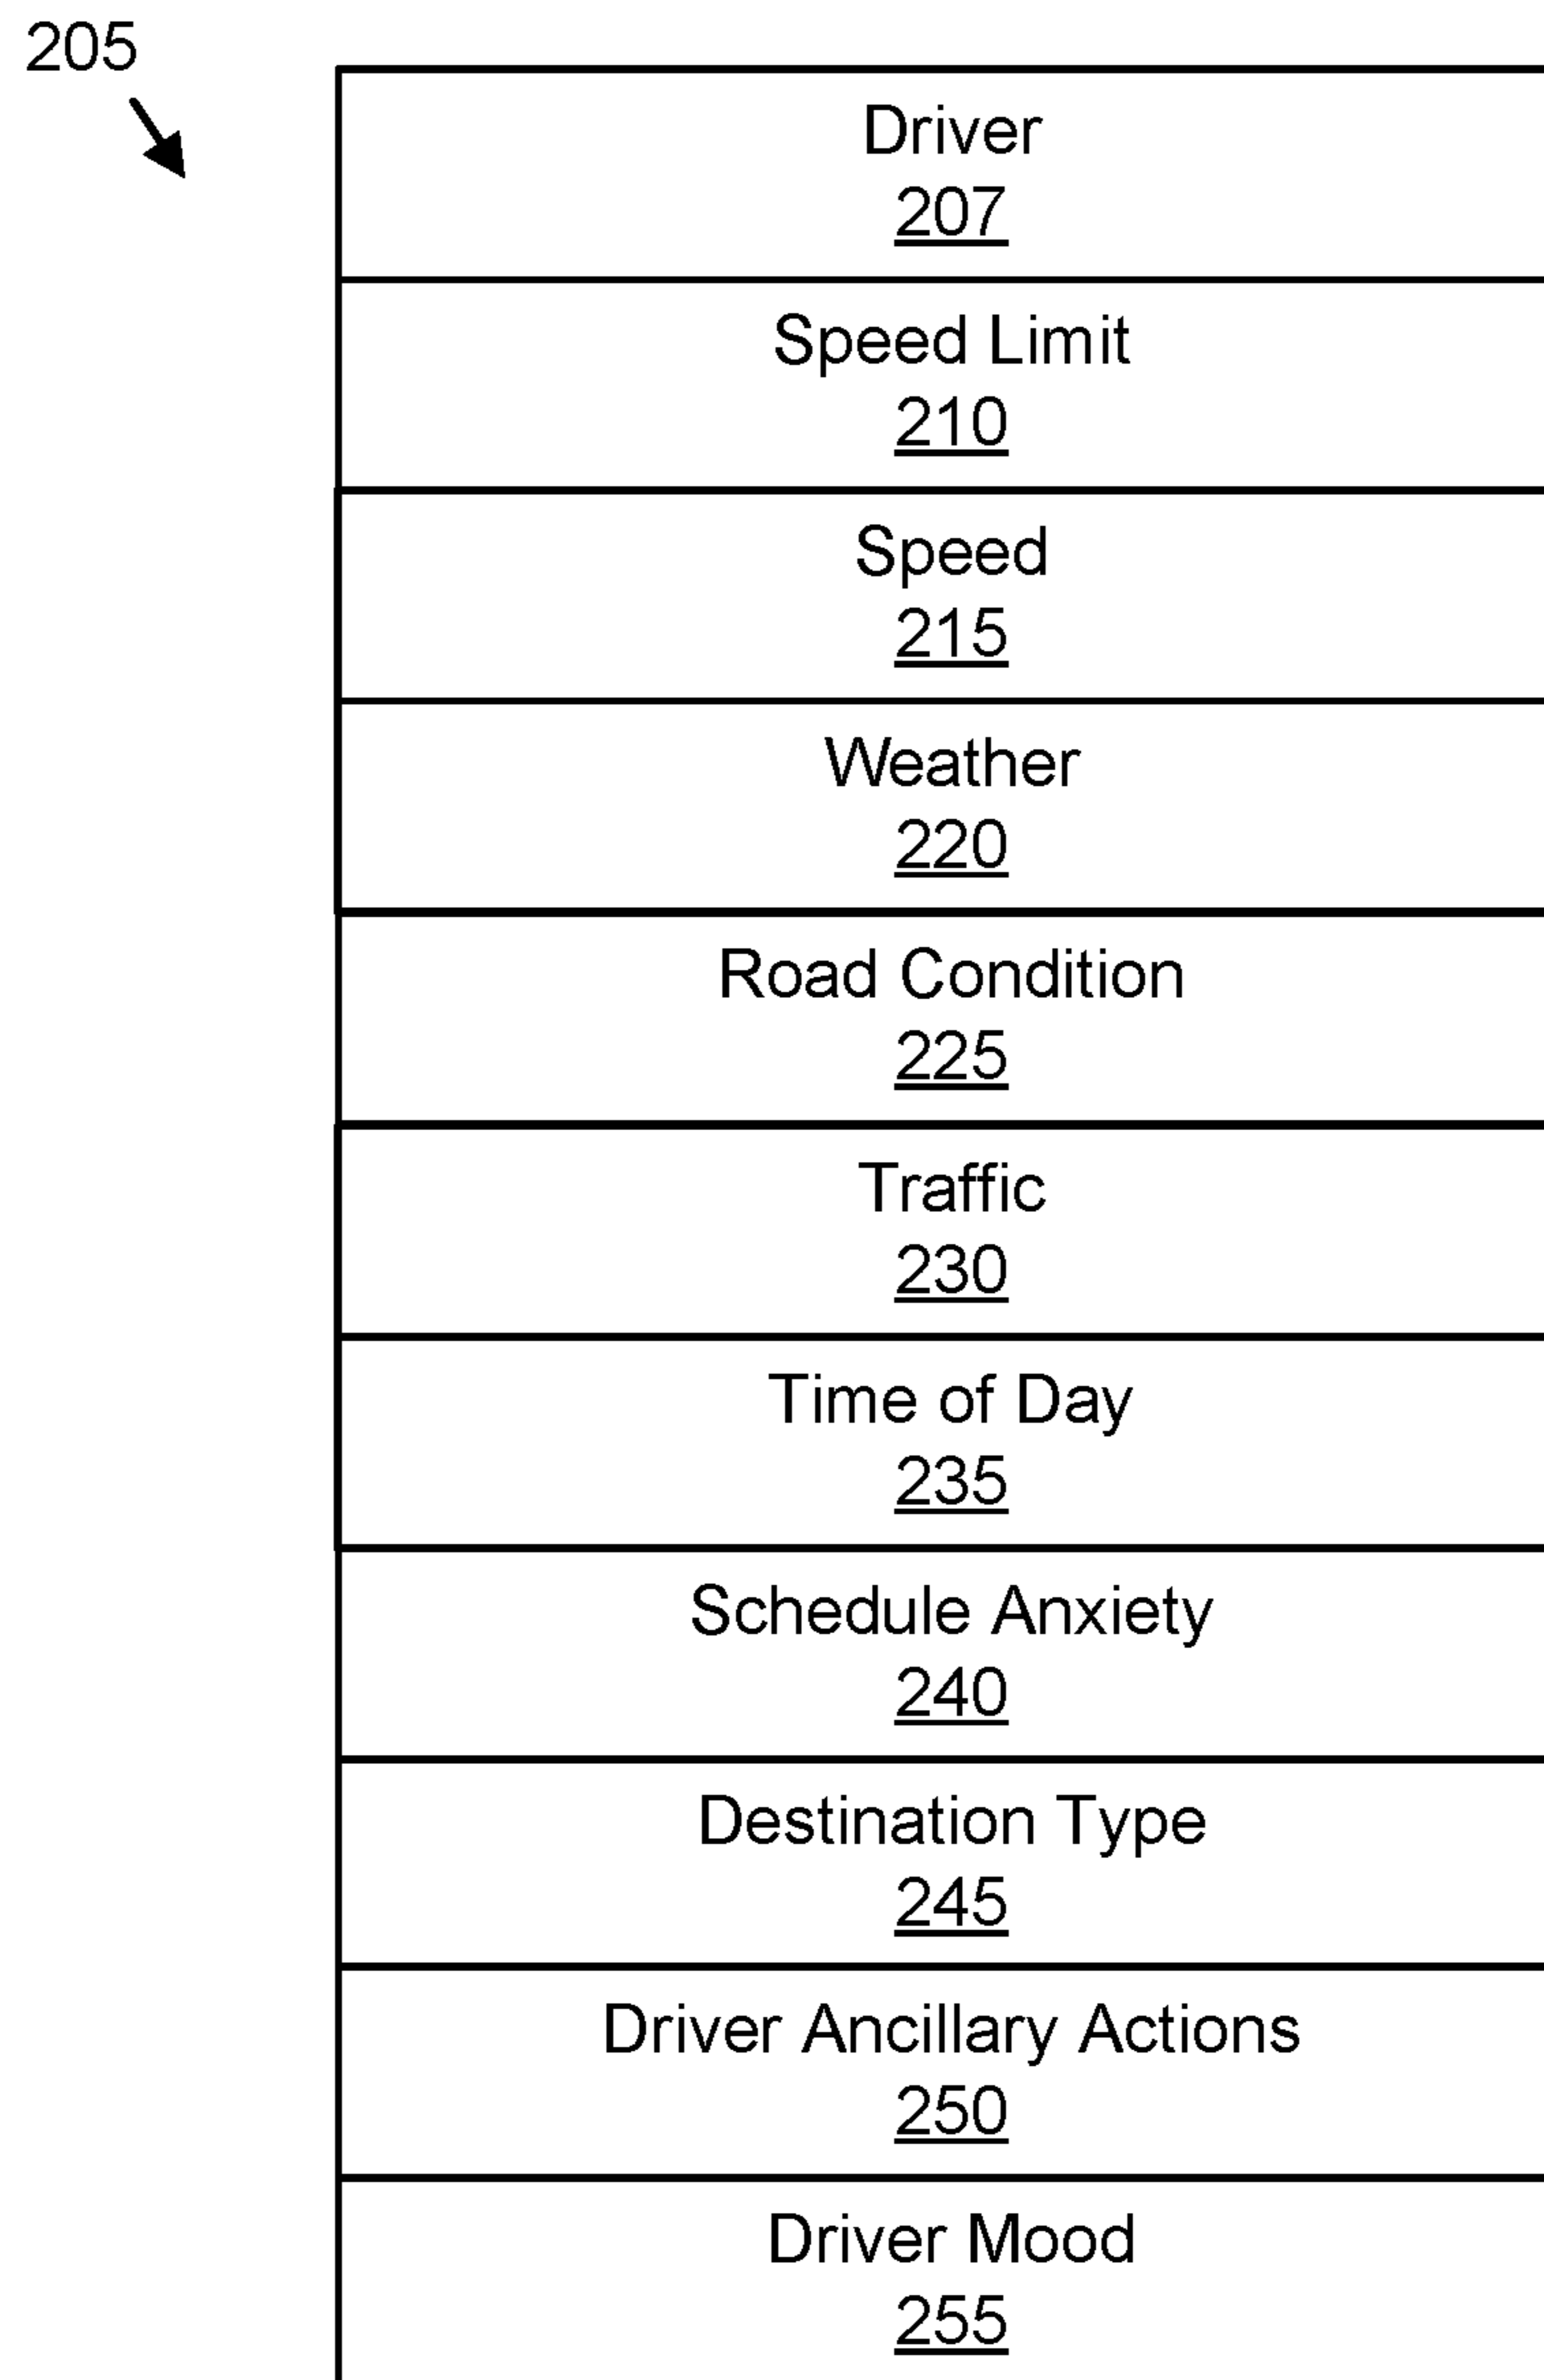 205
Driver
207
Speed Limit
210
Speed
215
Weather
220
Road Condition
225
Traffic
230
Time of Day
235
Schedule Anxiety
240
Destination Type
245
Driver Ancillary Actions
250
Driver Mood
255